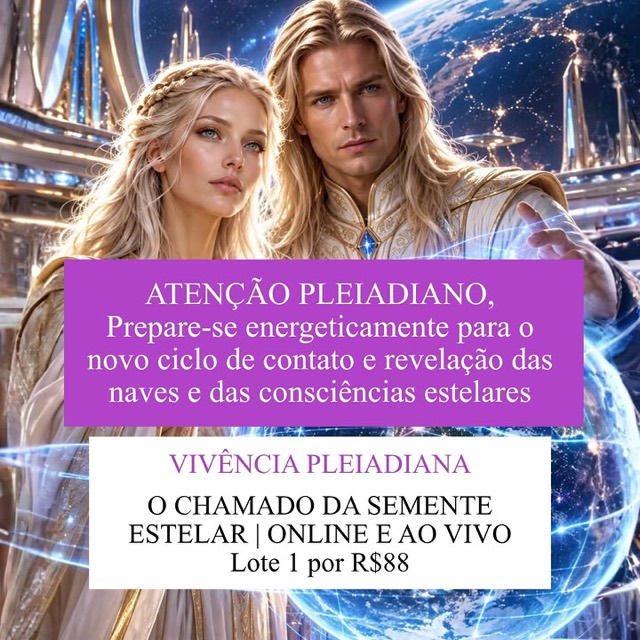 ATENÇÃO PLEIADIANO,
Prepare-se energeticamente para o
novo ciclo de contato e revelação das
naves e das consciências estelares
VIVÊNCIA PLEIADIANA
O CHAMADO DA SEMENTE
ESTELAR | ONLINE E AO VIVO
Lote 1 por R$88